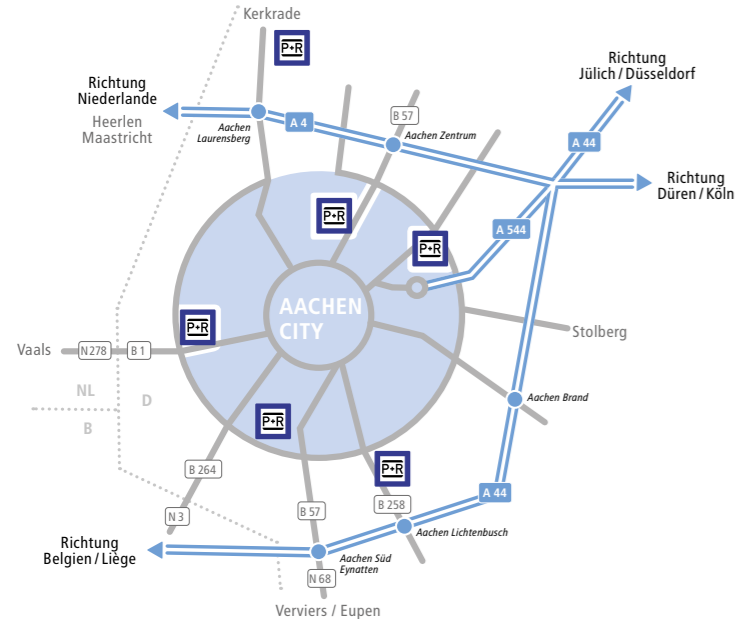 Kerkrade
P+R
Richtung
Niederlande
Heerlen
Maastricht
Richtung
Jülich / Düsseldorf
B 57
A 4
Aachen
Laurensberg
Aachen Zentrum
A 44
Richtung
Düren / Köln
P+R
A 544
P+R
AACHEN
CITY
P+R
Stolberg
Vaals
N278
B 1
NL
D
B
Aachen Brand
P+R
B 264
P+R
N 3
B 57
B 258
A 44
Aachen Lichtenbusch
Richtung
Belgien / Liège
Aachen Süd
Eynatten
N 68
Verviers / Eupen